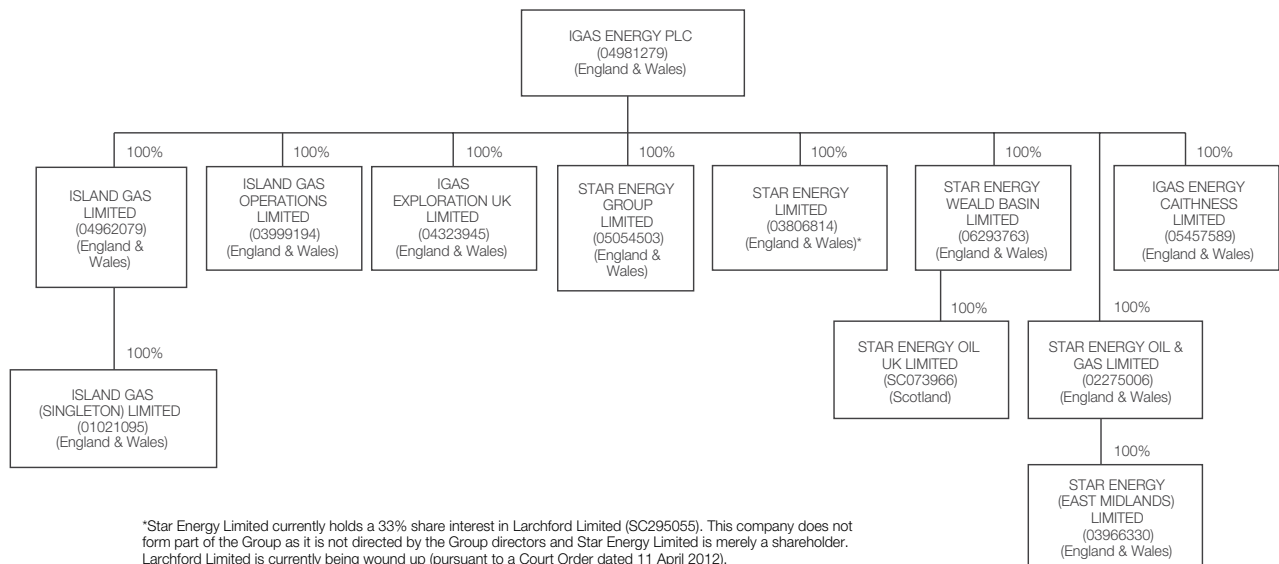 IGAS ENERGY PLC
(04981279)
(England & Wales)
100%
100%
100%
100%
100%
100%
100%
ISLAND GAS
LIMITED
(04962079)
(England &
Wales)
ISLAND GAS
OPERATIONS
LIMITED
(03999194)
(England & Wales)
IGAS
EXPLORATION UK
LIMITED
(04323945)
(England & Wales)
STAR ENERGY
GROUP
LIMITED
(05054503)
(England &
Wales)
STAR ENERGY
LIMITED
(03806814)
(England & Wales)*
STAR ENERGY
WEALD BASIN
LIMITED
(06293763)
(England & Wales)
IGAS ENERGY
CAITHNESS
LIMITED
(05457589)
(England & Wales)
100%
100%
100%
ISLAND GAS
(SINGLETON) LIMITED
(01021095)
(England & Wales)
STAR ENERGY OIL
UK LIMITED
(SC073966)
(Scotland)
STAR ENERGY OIL &
GAS LIMITED
(02275006)
(England & Wales)
100%
STAR ENERGY
(EAST MIDLANDS)
LIMITED
(03966330)
(England & Wales)
*Star Energy Limited currently holds a 33% share interest in Larchford Limited (SC295055). This company does not
form part of the Group as it is not directed by the Group directors and Star Energy Limited is merely a shareholder.
Larchford Limited is currently being wound up (pursuant to a Court Order dated 11 April 2012).